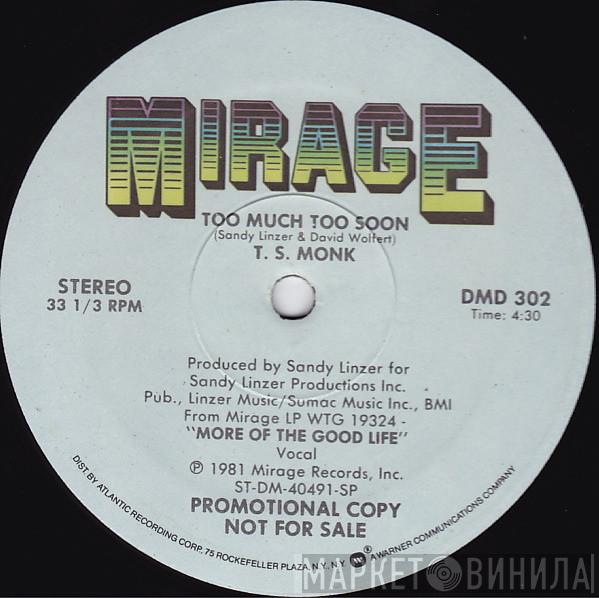 MIRAGE
TOO MUCH TOO SOON
(Sandy Linzer & David Wolfert)
T. S. MONK
STEREO
33 1/3 RPM
DMD 302
Time: 4:30
Produced by Sandy Linzer for
Sandy Linzer Productions Inc.
Pub., Linzer Music/Sumac Music Inc., BMI
From Mirage LP WTG 19324 -
"MORE OF THE GOOD LIFE"
Vocal
℗ 1981 Mirage Records, Inc.
ST-DM-40491-SP
PROMOTIONAL COPY
NOT FOR SALE
DIST. BY ATLANTIC RECORDING CORP., 75 ROCKEFELLER PLAZA, N.Y., N.Y. W ® A WARNER COMMUNICATIONS COMPANY
МАРКЕТ ВИНИЛА